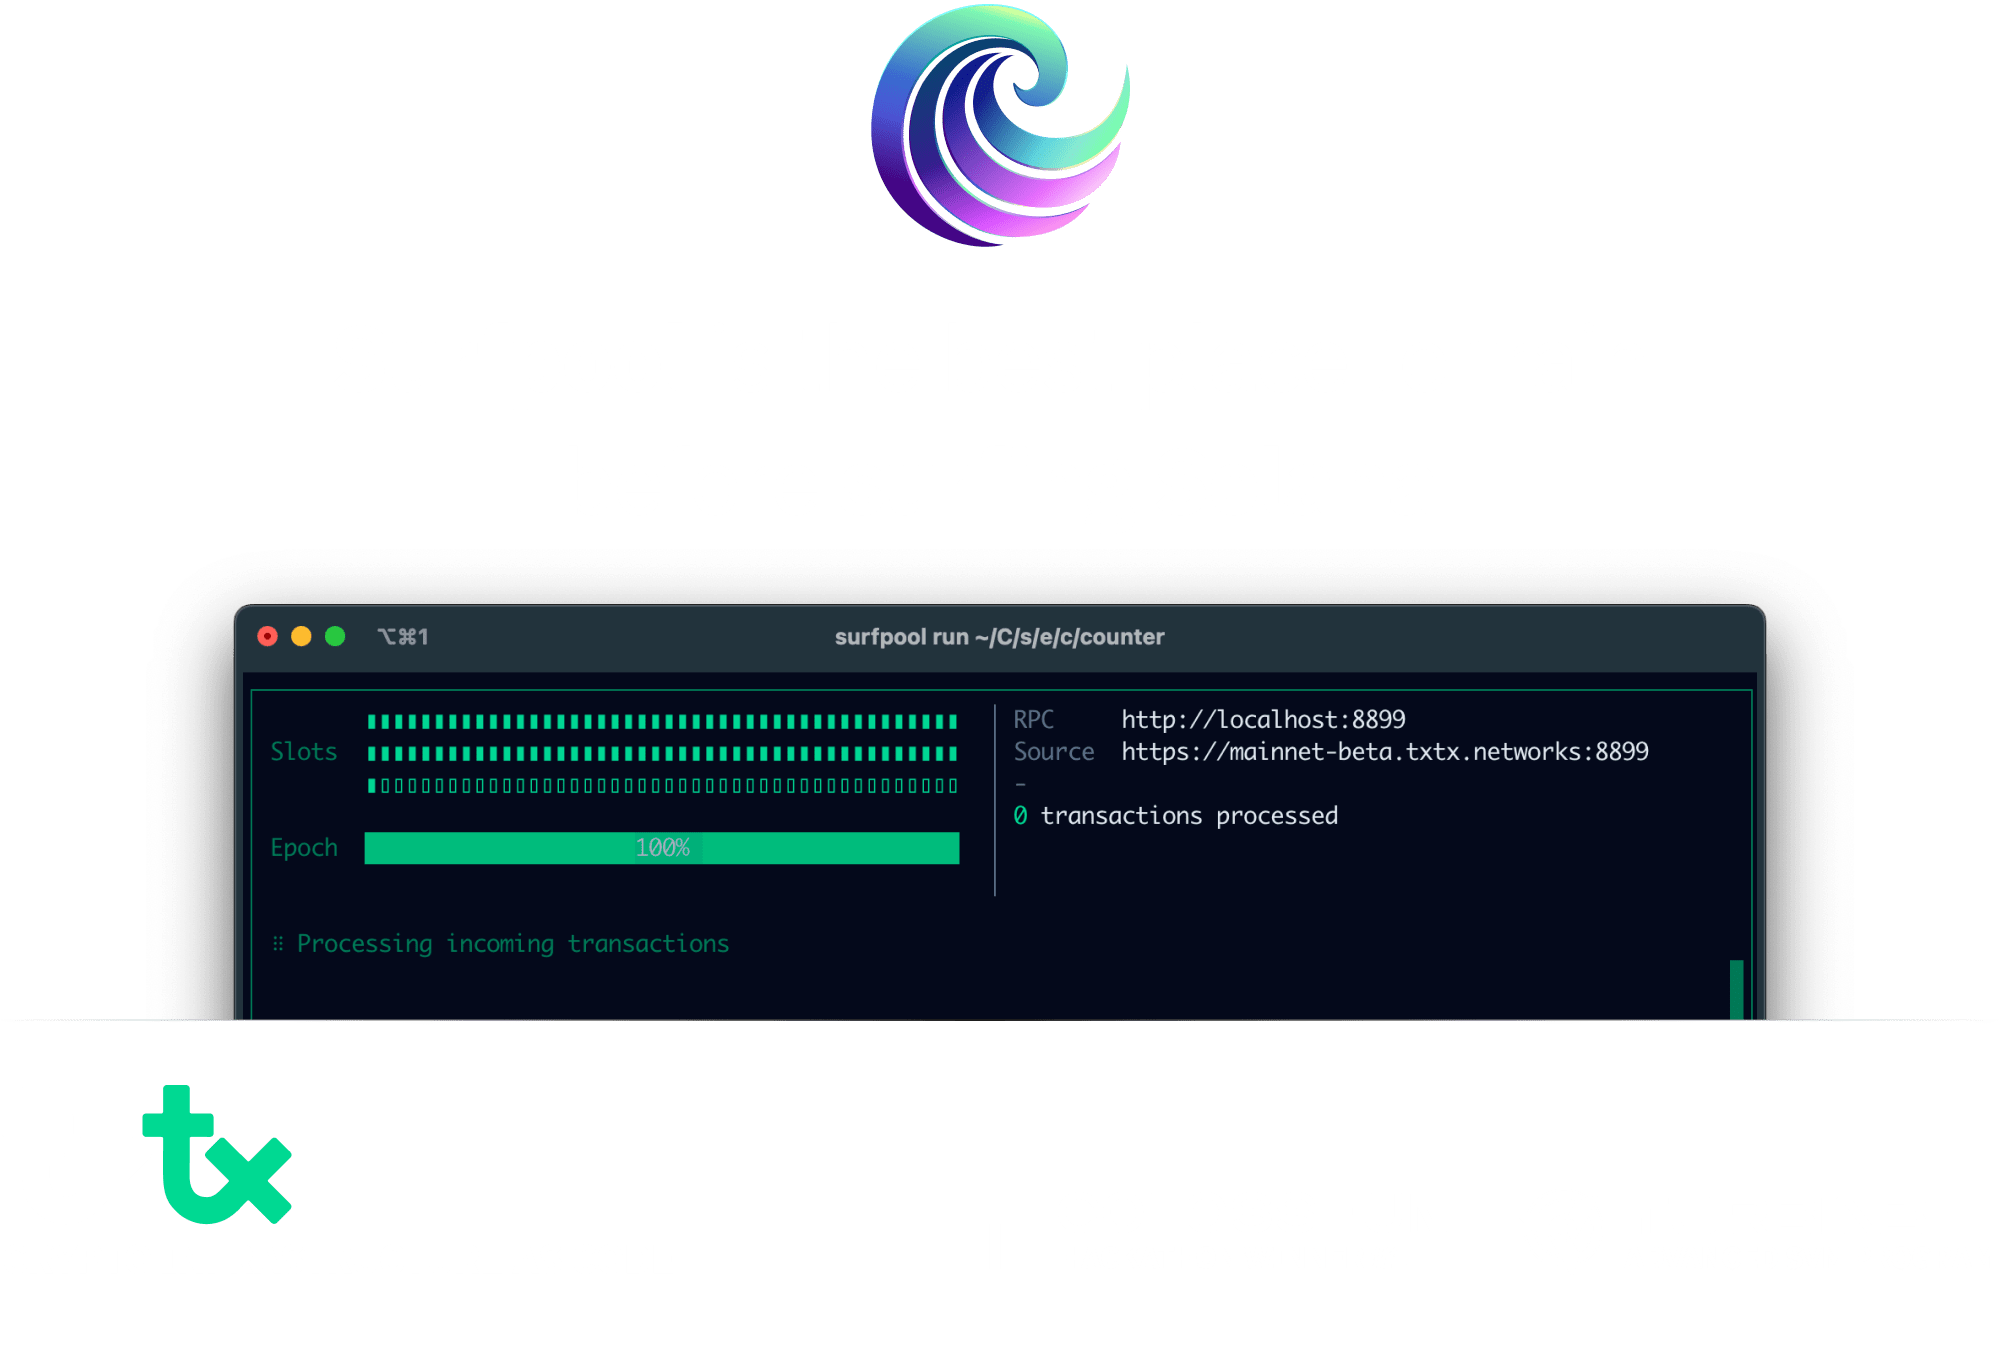 ⌥⌘1 surfpool run ~/C/s/e/c/counter
Slots
Epoch 100%
RPC http://localhost:8899
Source https://mainnet-beta.txtx.networks:8899
-
0 transactions processed
⠿ Processing incoming transactions
tx